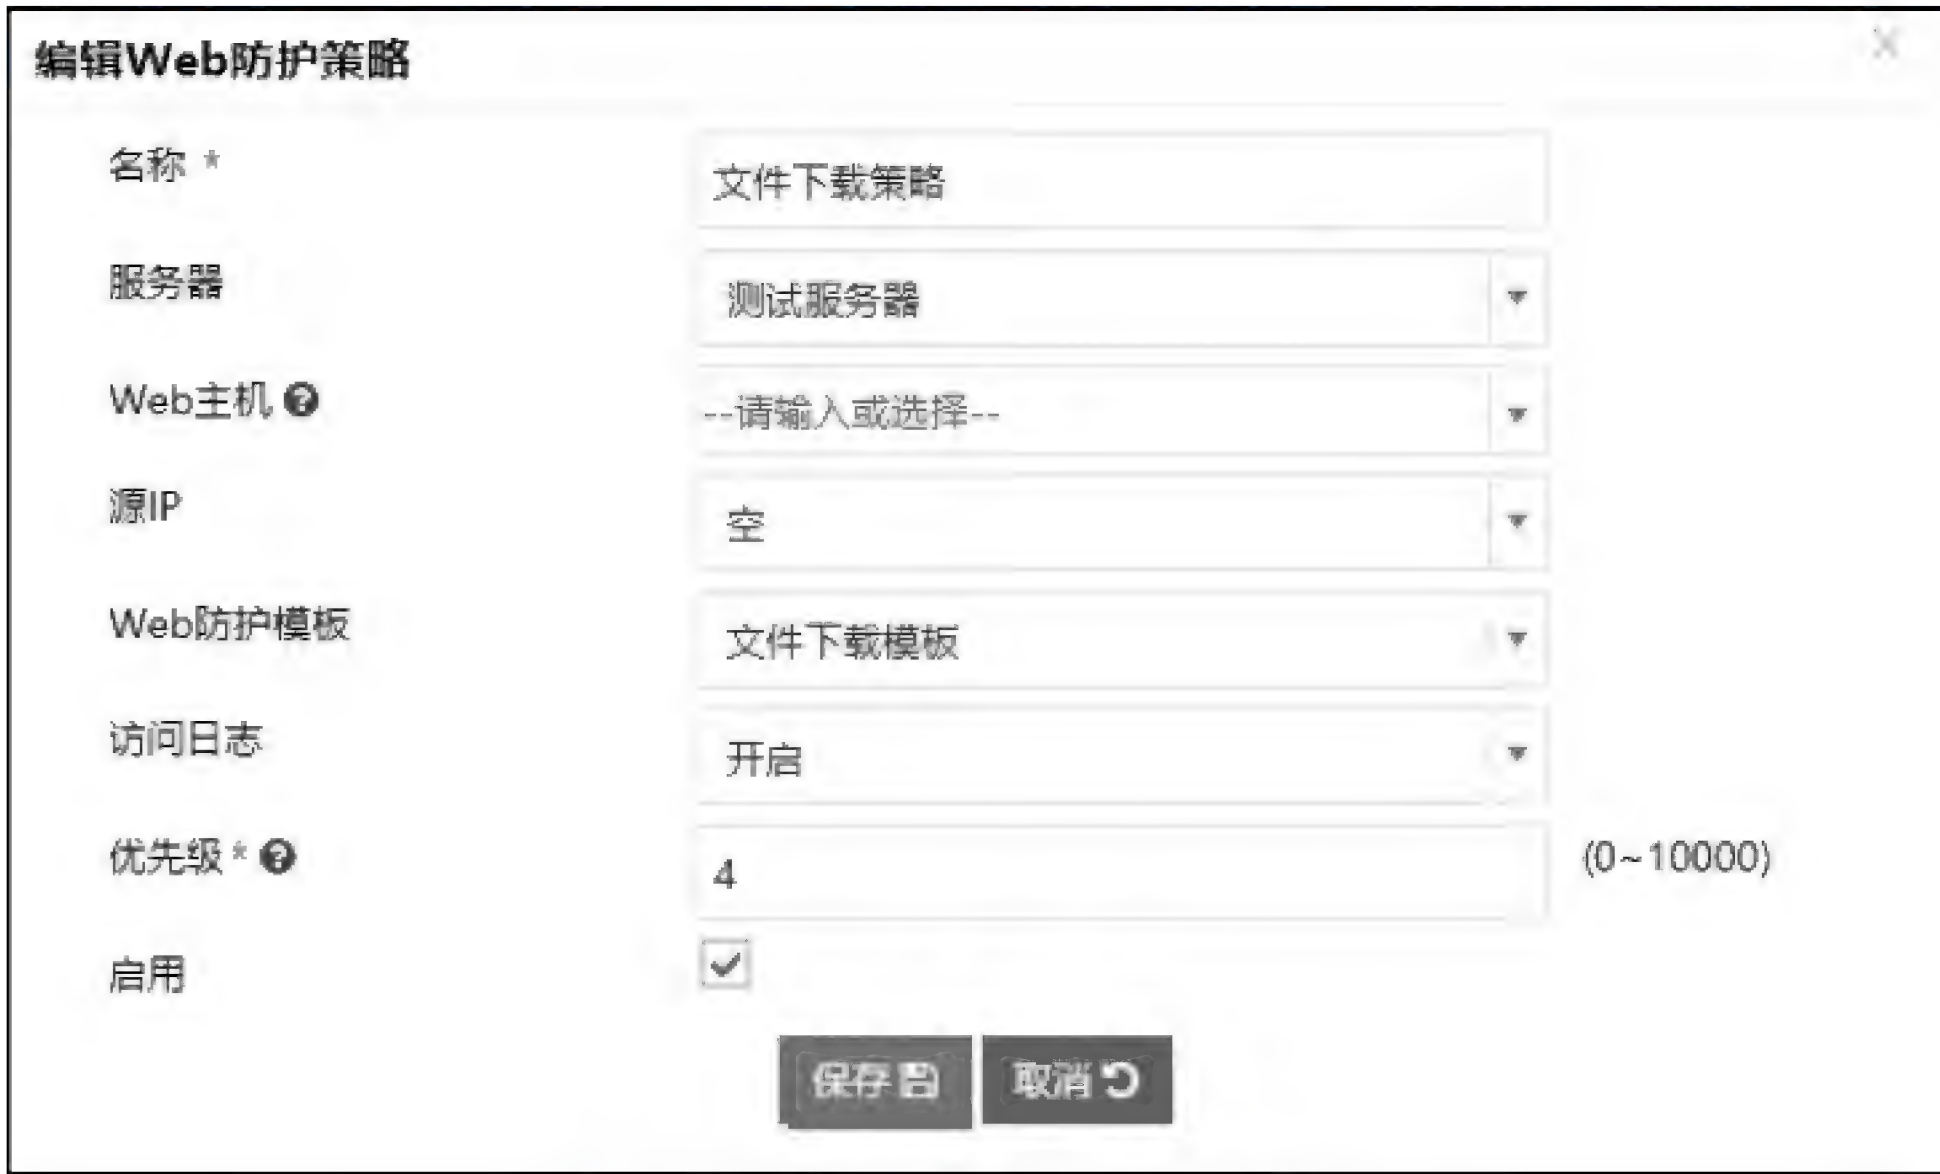 编辑Web防护策略
×
名称 *
文件下载策略
服务器
测试服务器
Web主机
--请输入或选择--
源IP
空
Web防护模板
文件下载模板
访问日志
开启
优先级 *
4
(0~10000)
启用
保存
取消